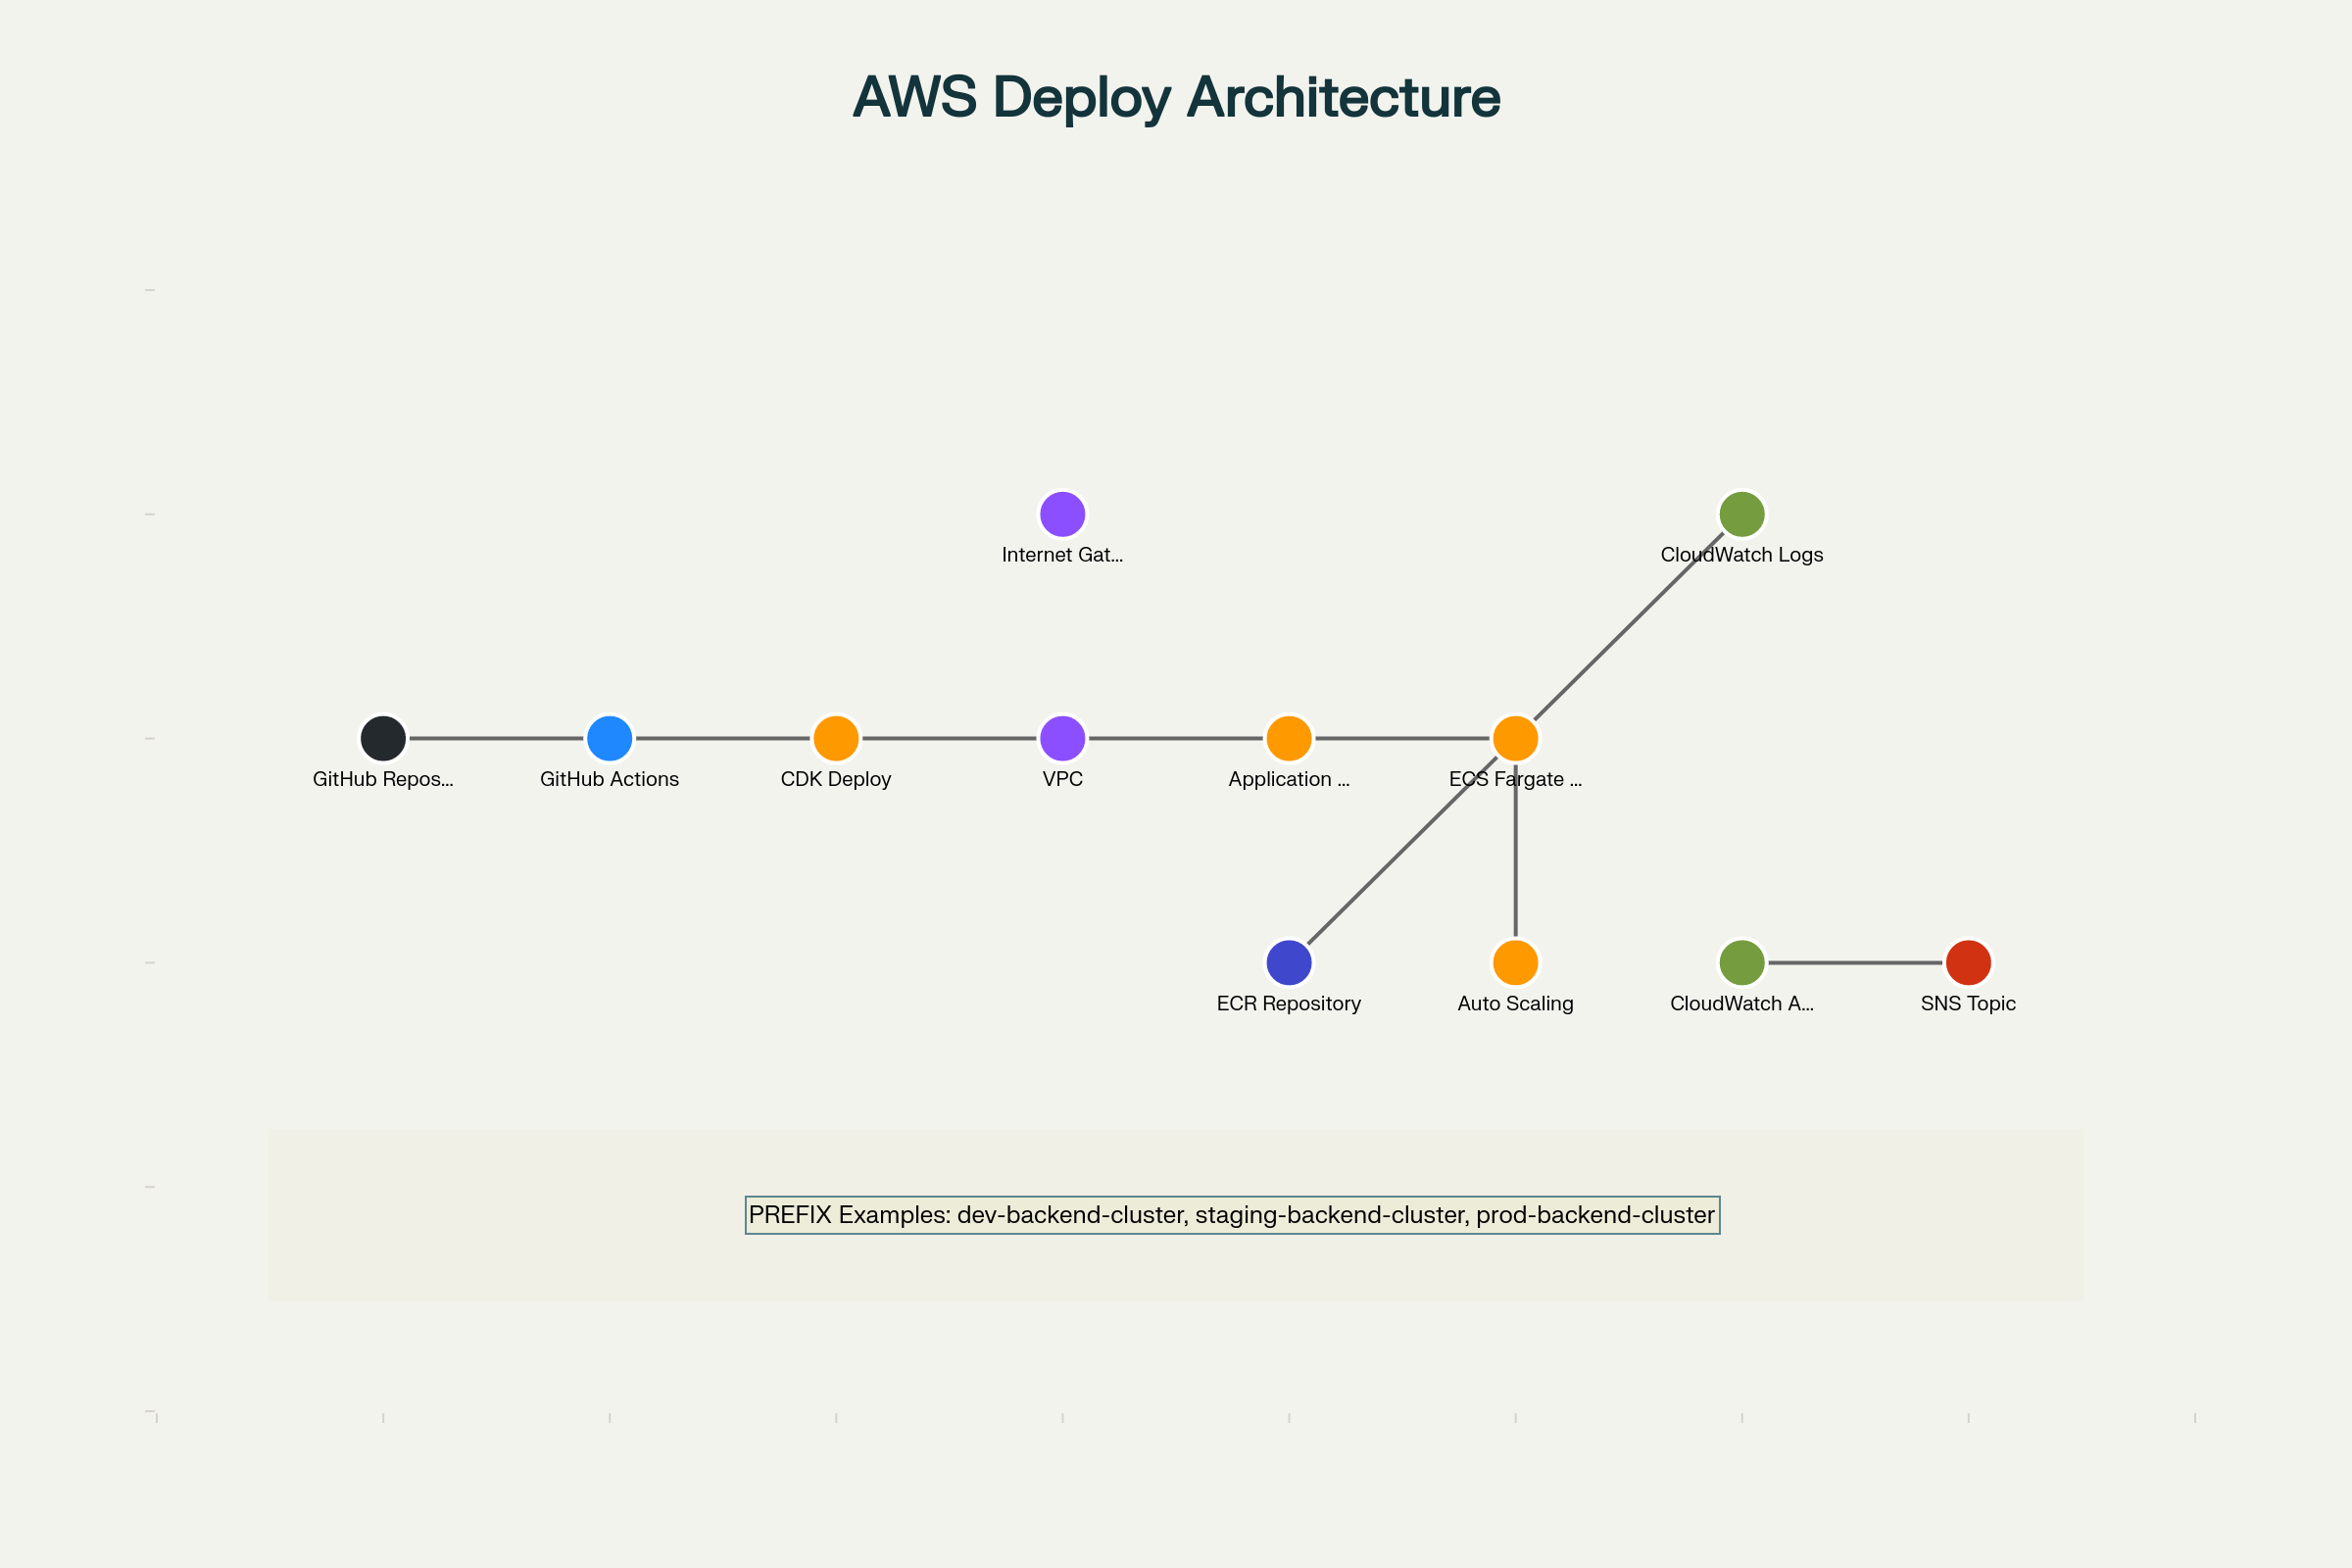 AWS Deploy Architecture
Internet Gat...
CloudWatch Logs
GitHub Repos...
GitHub Actions
CDK Deploy
VPC
Application ...
ECS Fargate ...
ECR Repository
Auto Scaling
CloudWatch A...
SNS Topic
PREFIX Examples: dev-backend-cluster, staging-backend-cluster, prod-backend-cluster